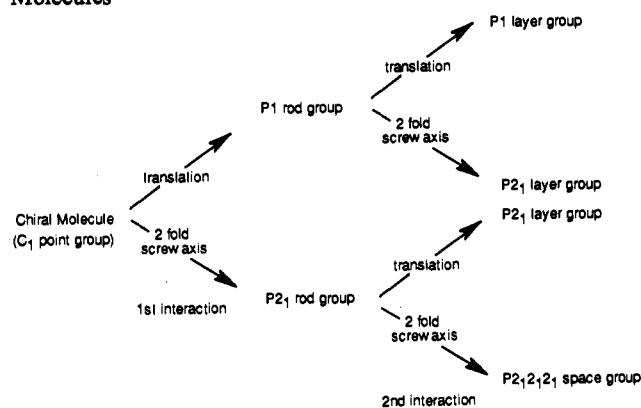 Molecules
P1 layer group
translation
P1 rod group
2 fold
screw axis
translation
P2₁ layer group
Chiral Molecule
(C₁ point group)
P2₁ layer group
2 fold
screw axis
translation
1st interaction
P2₁ rod group
2 fold
screw axis
P2₁2₁2₁ space group
2nd interaction